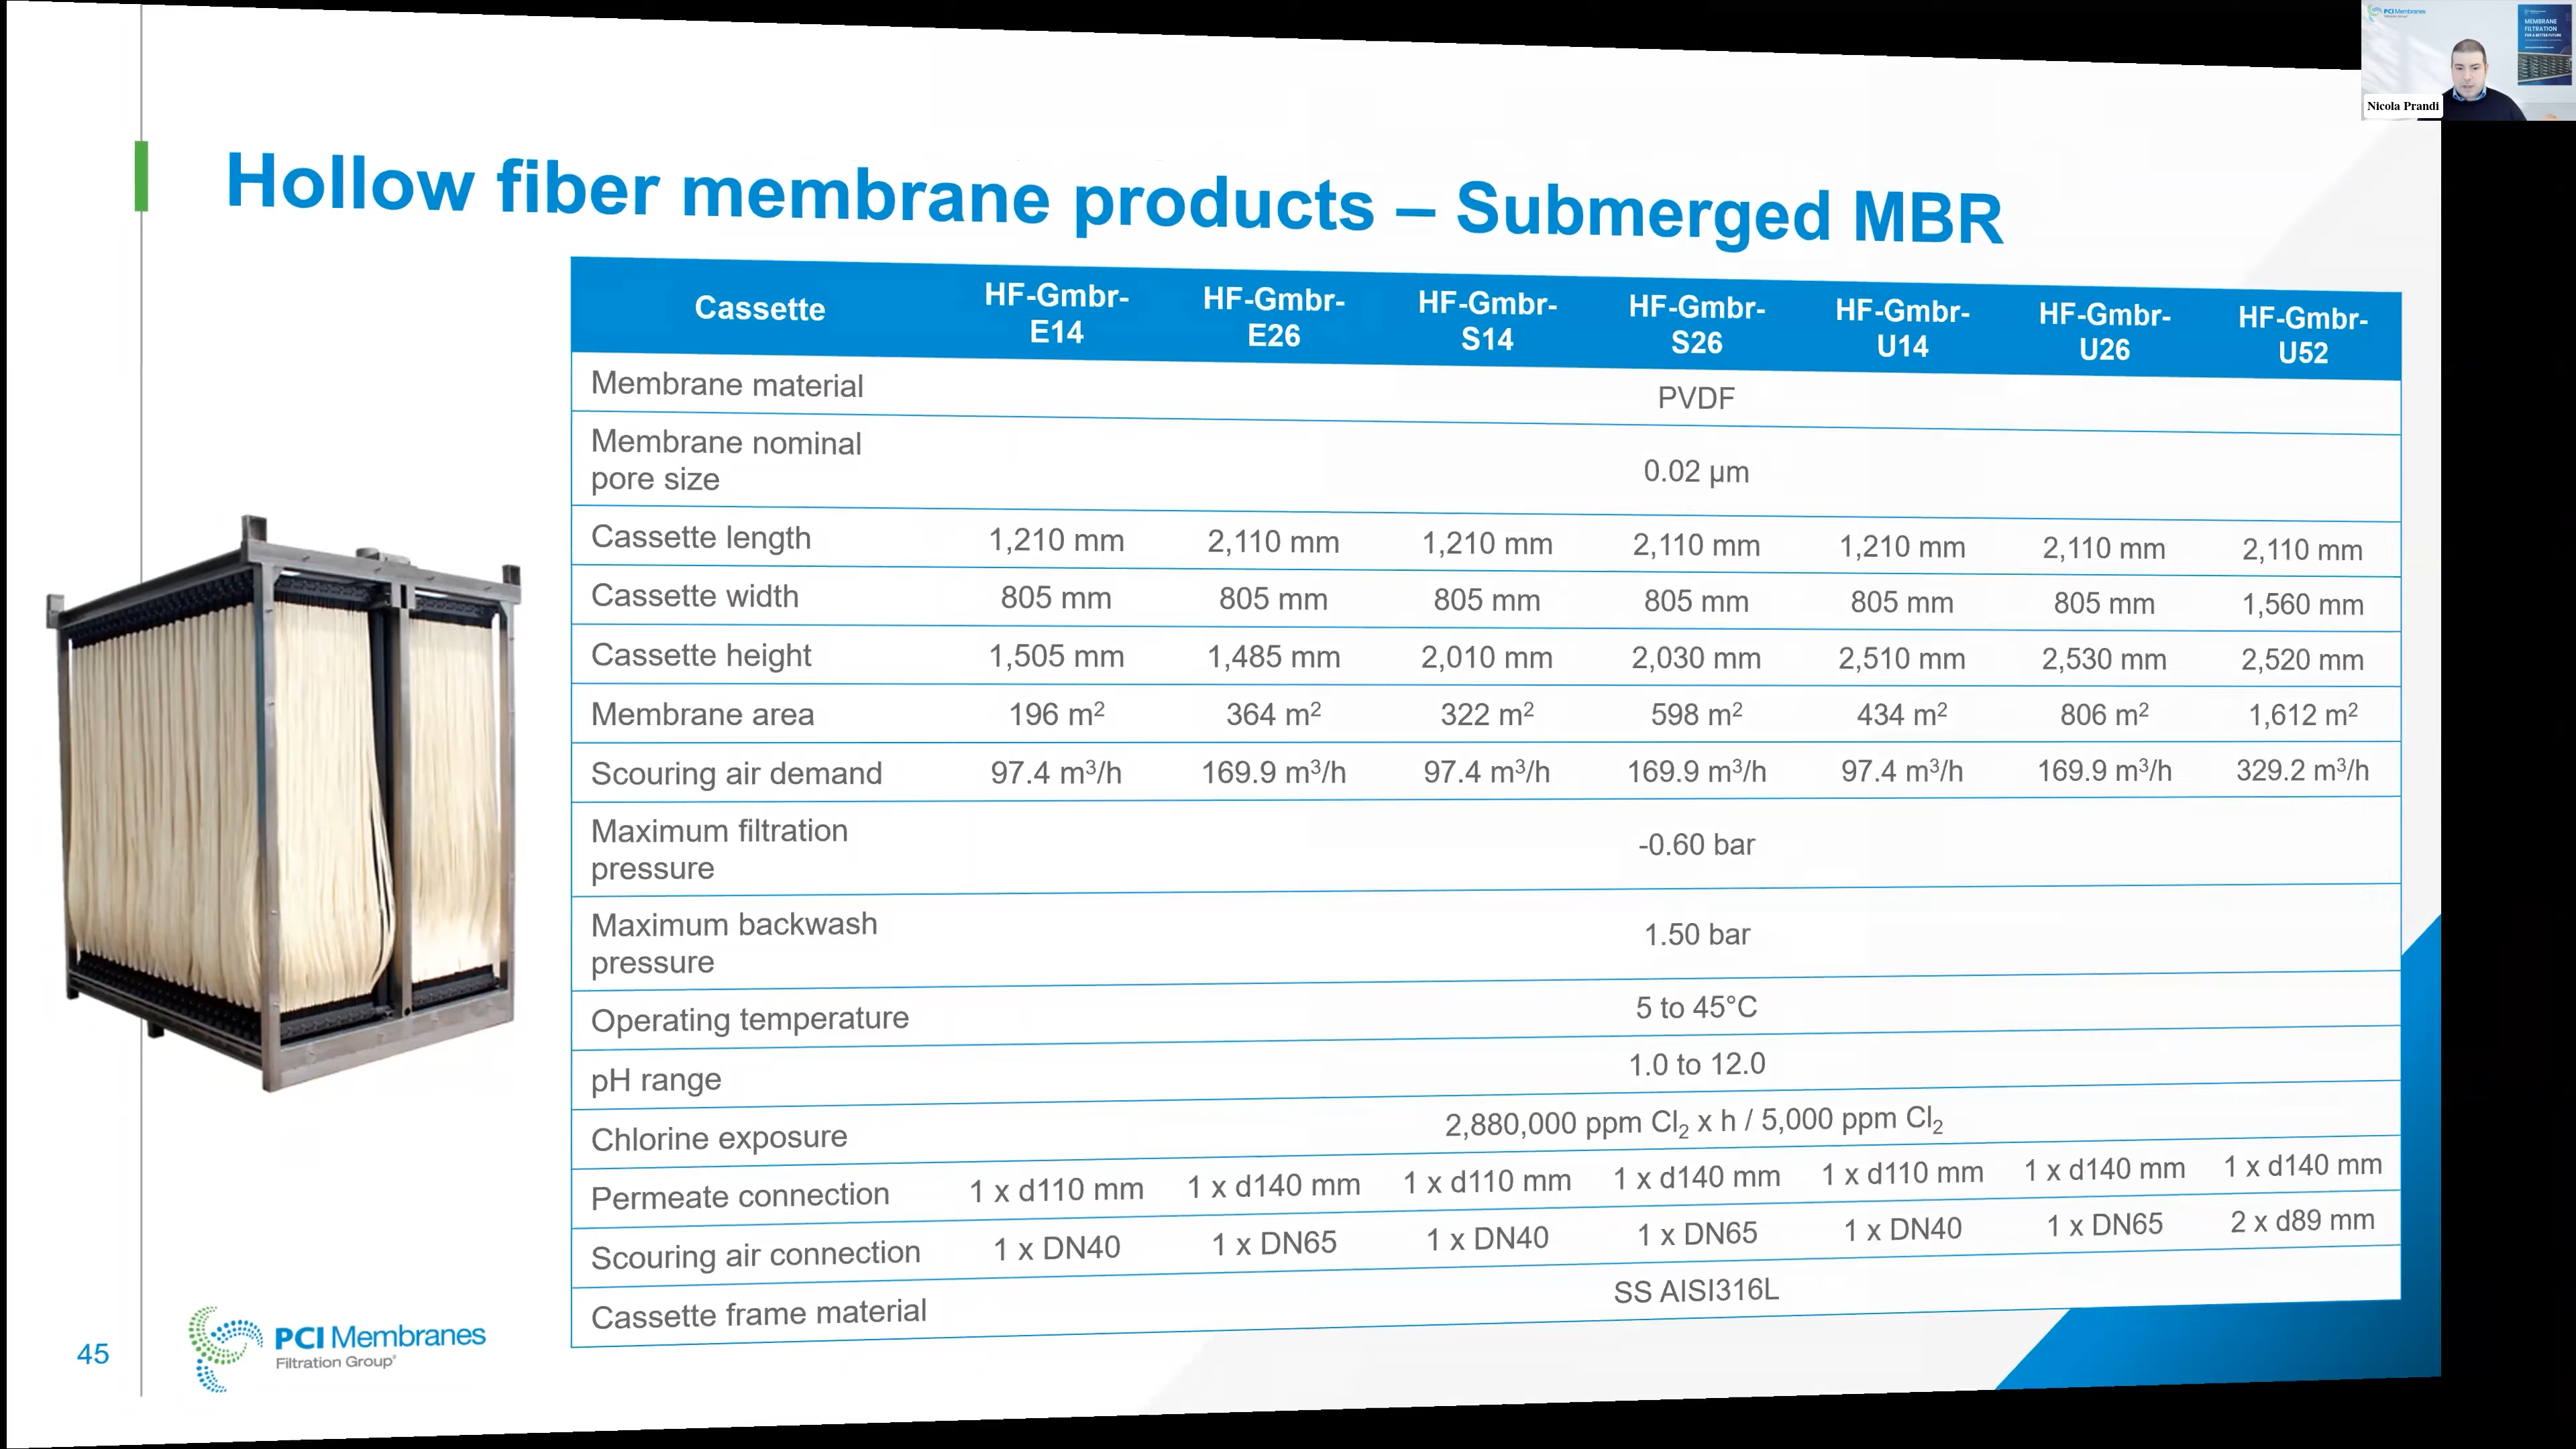 PCI Membranes
MEMBRANE
FILTRATION
FOR A BETTER FUTURE
Nicola Prandi
Hollow fiber membrane products – Submerged MBR
Cassette HF-Gmbr-E14 HF-Gmbr-E26 HF-Gmbr-S14 HF-Gmbr-S26 HF-Gmbr-U14 HF-Gmbr-U26 HF-Gmbr-U52
Membrane material PVDF
Membrane nominal pore size 0.02 µm
Cassette length 1,210 mm 2,110 mm 1,210 mm 2,110 mm 1,210 mm 2,110 mm 2,110 mm
Cassette width 805 mm 805 mm 805 mm 805 mm 805 mm 805 mm 1,560 mm
Cassette height 1,505 mm 1,485 mm 2,010 mm 2,030 mm 2,510 mm 2,530 mm 2,520 mm
Membrane area 196 m² 364 m² 322 m² 598 m² 434 m² 806 m² 1,612 m²
Scouring air demand 97.4 m³/h 169.9 m³/h 97.4 m³/h 169.9 m³/h 97.4 m³/h 169.9 m³/h 329.2 m³/h
Maximum filtration pressure -0.60 bar
Maximum backwash pressure 1.50 bar
Operating temperature 5 to 45°C
pH range 1.0 to 12.0
Chlorine exposure 2,880,000 ppm Cl₂ x h / 5,000 ppm Cl₂
Permeate connection 1 x d110 mm 1 x d140 mm 1 x d110 mm 1 x d140 mm 1 x d110 mm 1 x d140 mm 1 x d140 mm
Scouring air connection 1 x DN40 1 x DN65 1 x DN40 1 x DN65 1 x DN40 1 x DN65 2 x d89 mm
Cassette frame material SS AISI316L
45
PCI Membranes
Filtration Group®